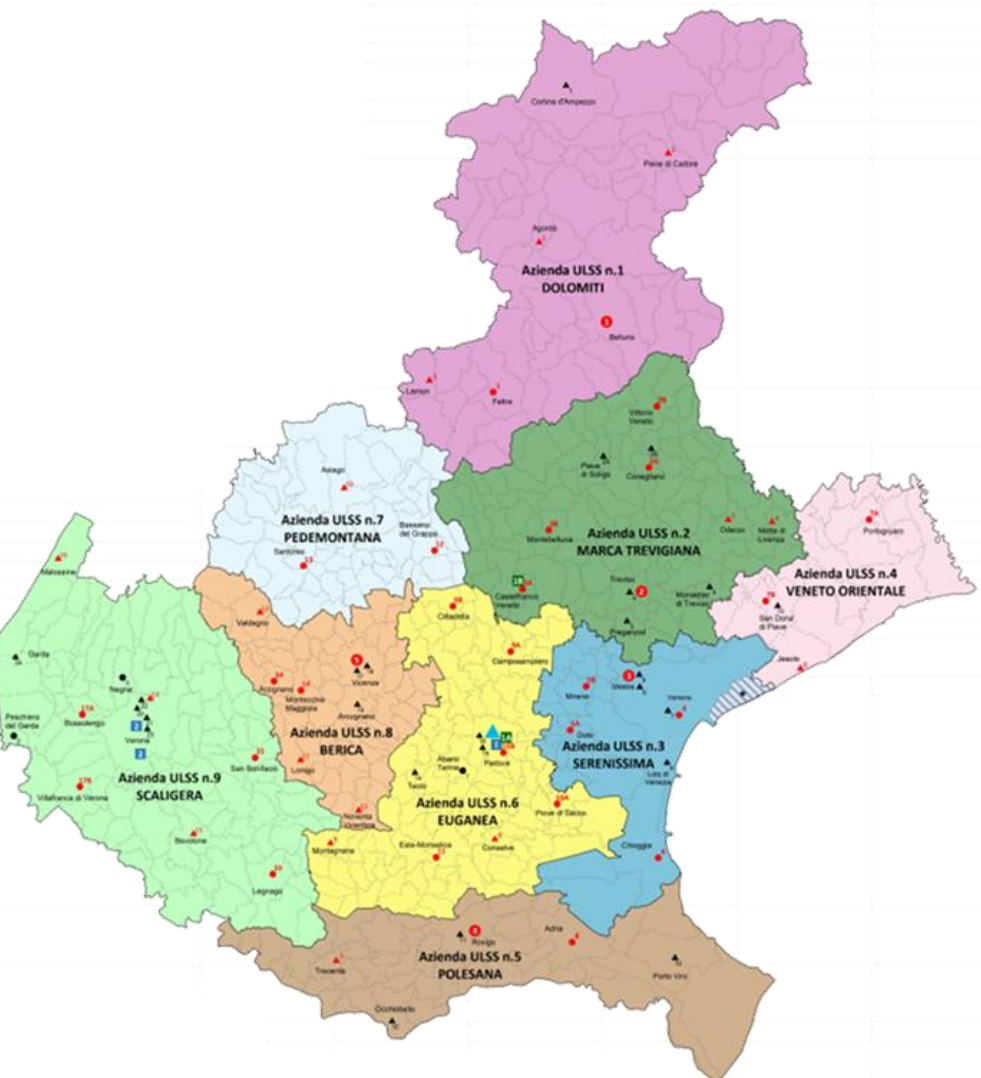 Cortina d'Ampezzo
Pieve di Cadore
Agordo
Azienda ULSS n.1
DOLOMITI
Belluno
Lamon
Feltre
Vittorio
Veneto
Pieve
di Soligo
Conegliano
Montebelluna
Oderzo
Motta di
Livenza
Azienda ULSS n.2
MARCA TREVIGIANA
Castelfranco
Veneto
Treviso
Monastier
di Treviso
Preganziol
Portogruaro
Azienda ULSS n.4
VENETO ORIENTALE
San Donà
di Piave
Jesolo
Asiago
Azienda ULSS n.7
PEDEMONTANA
Bassano
del Grappa
Santorso
Malcesine
Garda
Negrar
Peschiera
del Garda
Bussolengo
Verona
Azienda ULSS n.9
SCALIGERA
San Bonifacio
Villafranca di Verona
Bovolone
Legnago
Valdagno
Vicenza
Arzignano
Montecchio
Maggiore
Arcugnano
Azienda ULSS n.8
BERICA
Lonigo
Noventa
Vicentina
Cittadella
Camposampiero
Padova
Abano
Terme
Teolo
Azienda ULSS n.6
EUGANEA
Piove di Sacco
Montagnana
Este-Monselice
Conselve
Mestre
Venezia
Mirano
Dolo
Azienda ULSS n.3
SERENISSIMA
Lido di
Venezia
Chioggia
Rovigo
Adria
Azienda ULSS n.5
POLESANA
Trecenta
Porto Viro
Occhiobello